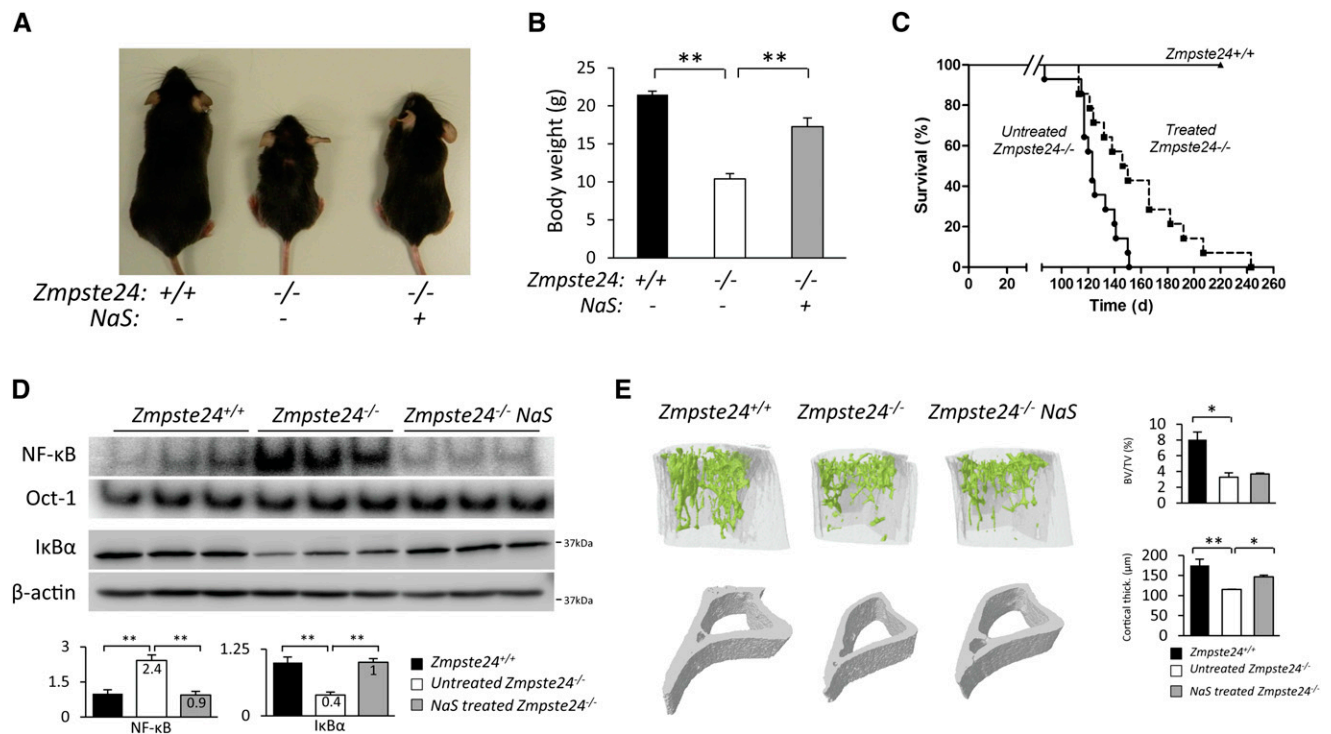 A
Zmpste24: +/+ -/- -/-
NaS: - - +
B
Body weight (g)
25
20
15
10
5
0
** **
Zmpste24: +/+ -/- -/-
NaS: - - +
C
Survival (%)
100
80
60
40
20
0
Zmpste24+/+
Untreated
Zmpste24-/-
Treated
Zmpste24-/-
0 20 100 120 140 160 180 200 220 240 260
Time (d)
D
Zmpste24+/+ Zmpste24-/- Zmpste24-/- NaS
NF-κB
Oct-1
IκBα
37kDa
β-actin
37kDa
3
1.5
0
** **
2.4
0.9
NF-κB
1.25
0
** **
0.4
1
IκBα
Zmpste24+/+
Untreated Zmpste24-/-
NaS treated Zmpste24-/-
E
Zmpste24+/+ Zmpste24-/- Zmpste24-/- NaS
BV/TV (%)
10
8
6
4
2
0
*
Cortical thick. (μm)
200
150
100
50
0
** *
Zmpste24+/+
Untreated Zmpste24-/-
NaS treated Zmpste24-/-